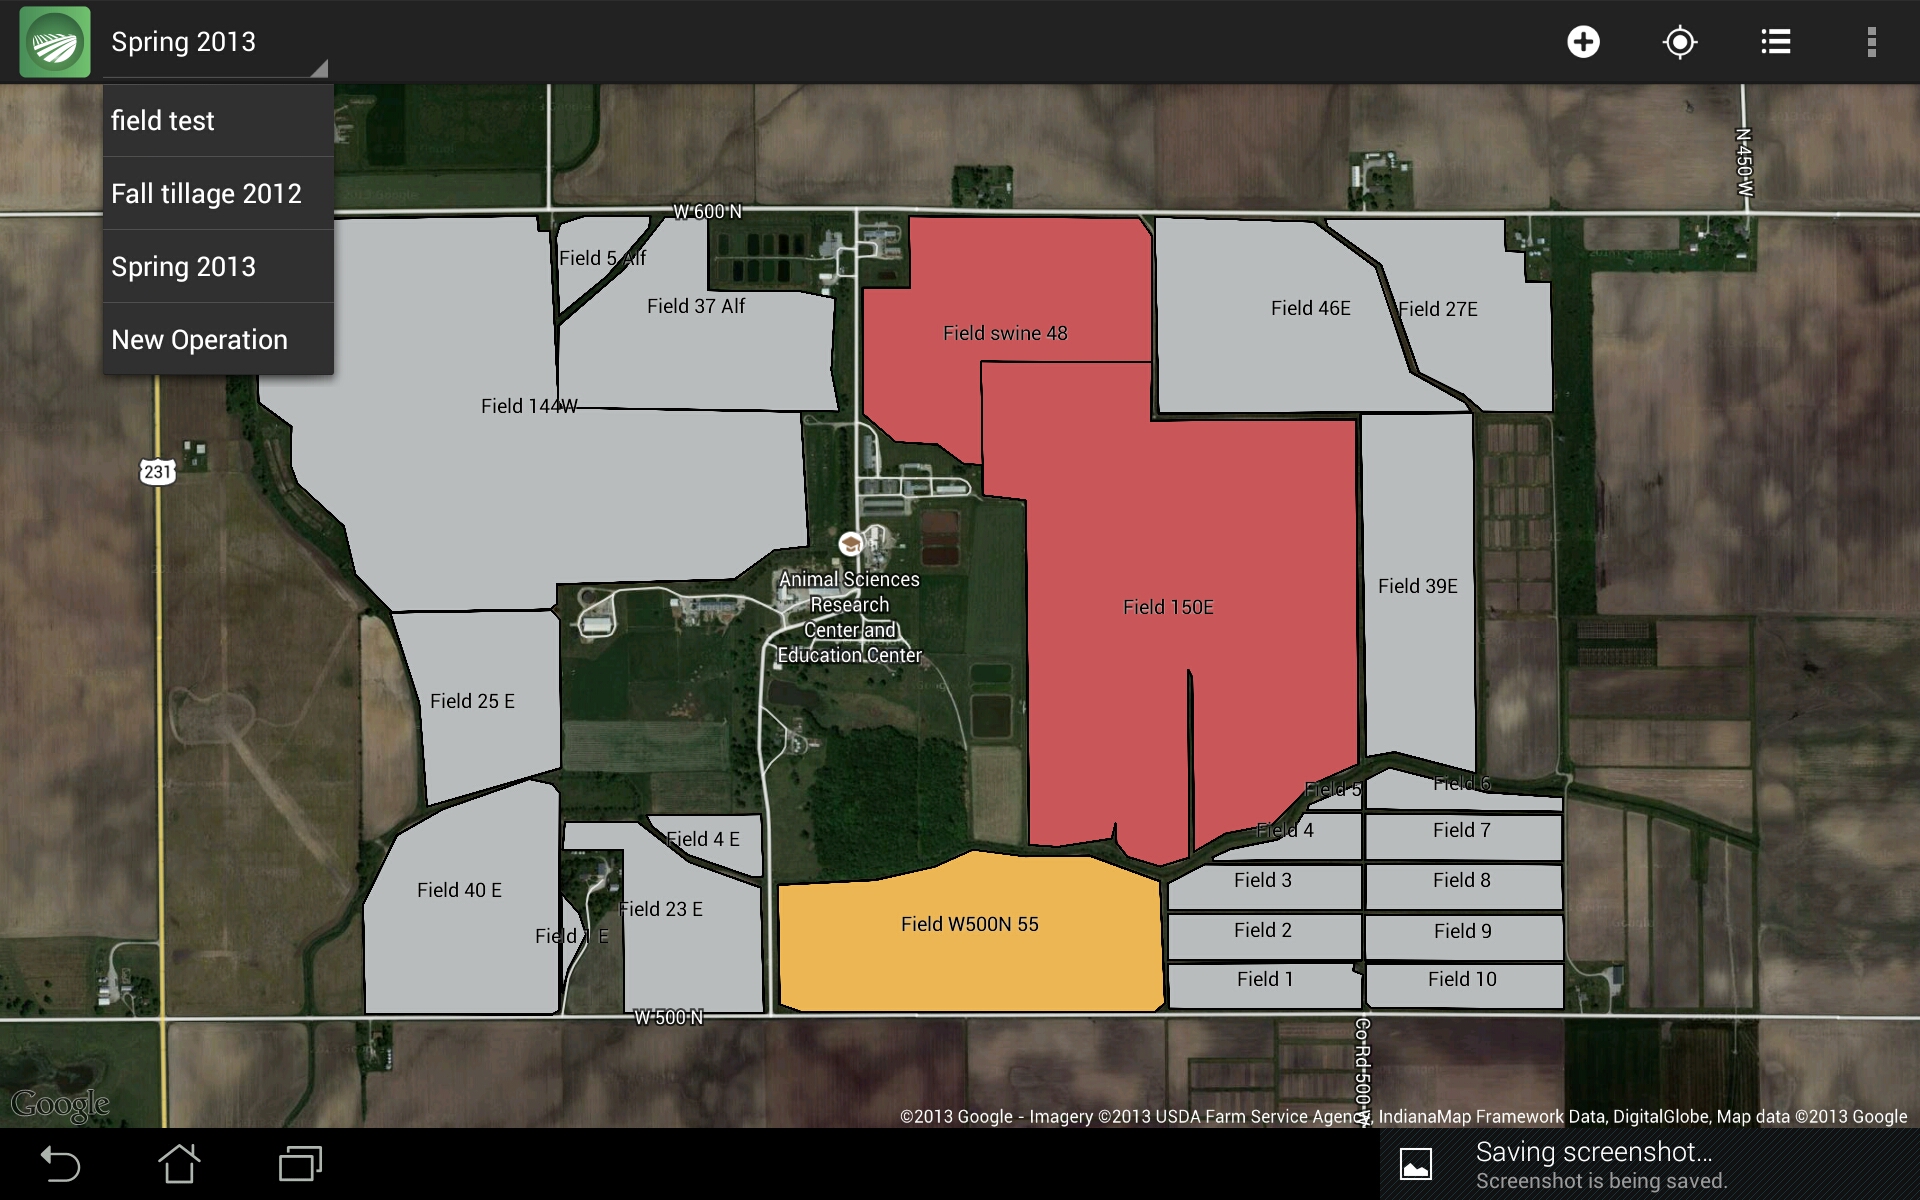 Spring 2013
field test
Fall tillage 2012
Spring 2013
New Operation
W 600 N
N 450 W
Field 5 Alf
Field 37 Alf
Field swine 48
Field 46E
Field 27E
Field 144W
231
Animal Sciences
Research
Center and
Education Center
Field 150E
Field 39E
Field 25 E
Field 5
Field 6
Field 4 E
Field 4
Field 7
Field 40 E
Field 3
Field 8
Field 23 E
Field 1 E
Field W500N 55
Field 2
Field 9
Field 1
Field 10
W 500 N
Co Rd 500 W
Google
©2013 Google - Imagery ©2013 USDA Farm Service Agency, IndianaMap Framework Data, DigitalGlobe, Map data ©2013 Google
Saving screenshot...
Screenshot is being saved.